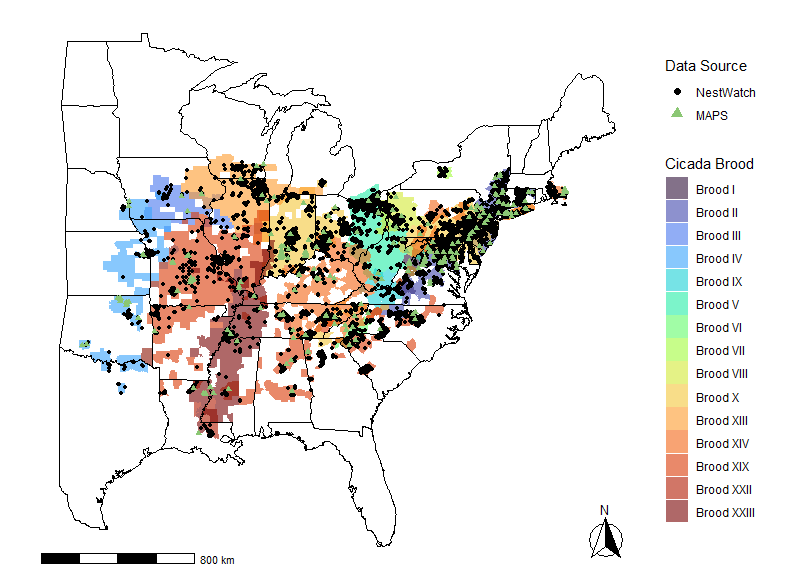 Data Source
NestWatch
MAPS
Cicada Brood
Brood I
Brood II
Brood III
Brood IV
Brood IX
Brood V
Brood VI
Brood VII
Brood VIII
Brood X
Brood XIII
Brood XIV
Brood XIX
Brood XXII
Brood XXIII
N
800 km